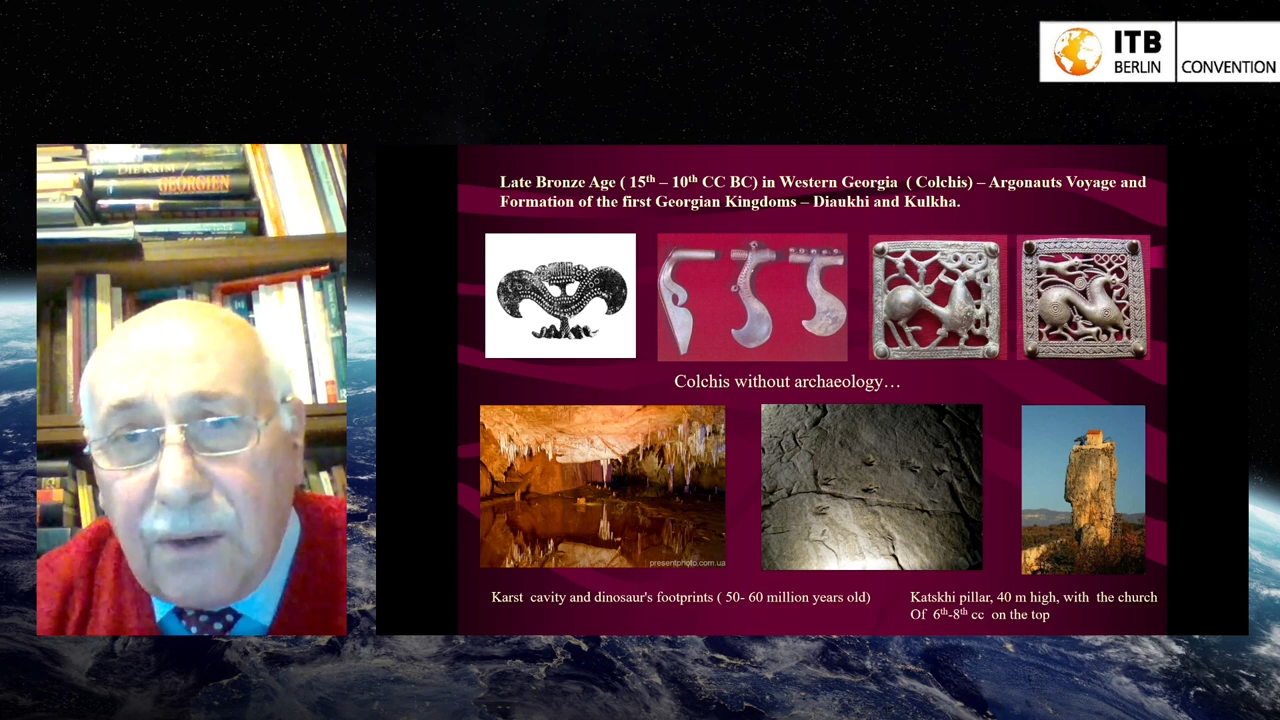 ITB
BERLIN
CONVENTION
DIE KRIM
GEORGIEN
Late Bronze Age ( 15th – 10th CC BC) in Western Georgia ( Colchis) – Argonauts Voyage and
Formation of the first Georgian Kingdoms – Diaukhi and Kulkha.
Colchis without archaeology…
presentphoto.com.ua
Karst cavity and dinosaur's footprints ( 50- 60 million years old)
Katskhi pillar, 40 m high, with the church
Of 6th-8th cc on the top